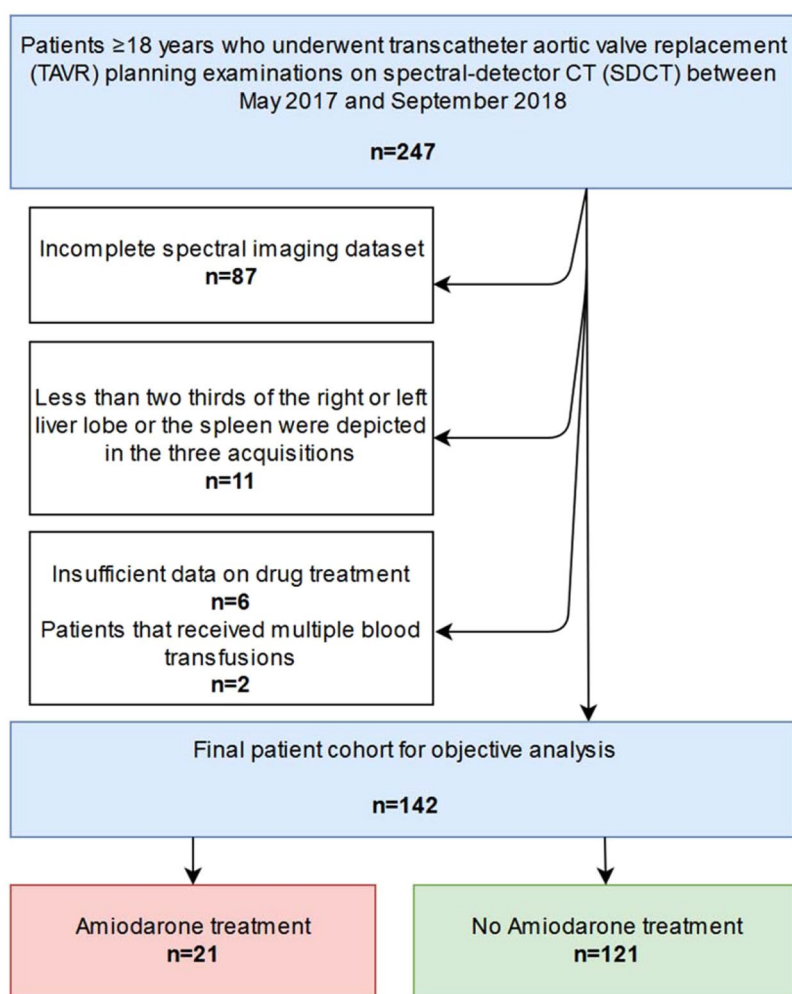 Patients ≥18 years who underwent transcatheter aortic valve replacement
(TAVR) planning examinations on spectral-detector CT (SDCT) between
May 2017 and September 2018
n=247
Incomplete spectral imaging dataset
n=87
Less than two thirds of the right or left
liver lobe or the spleen were depicted
in the three acquisitions
n=11
Insufficient data on drug treatment
n=6
Patients that received multiple blood
transfusions
n=2
Final patient cohort for objective analysis
n=142
Amiodarone treatment
n=21
No Amiodarone treatment
n=121